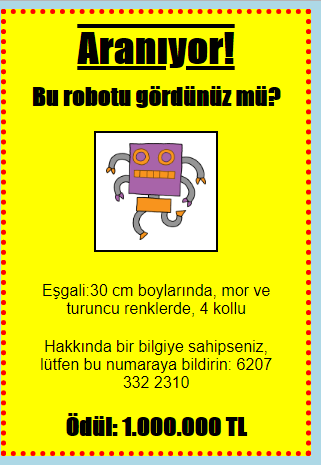 Aranıyor!
Bu robotu gördünüz mü?
Eşgali:30 cm boylarında, mor ve
turuncu renklerde, 4 kollu
Hakkında bir bilgiye sahipseniz,
lütfen bu numaraya bildirin: 6207
332 2310
Ödül: 1.000.000 TL